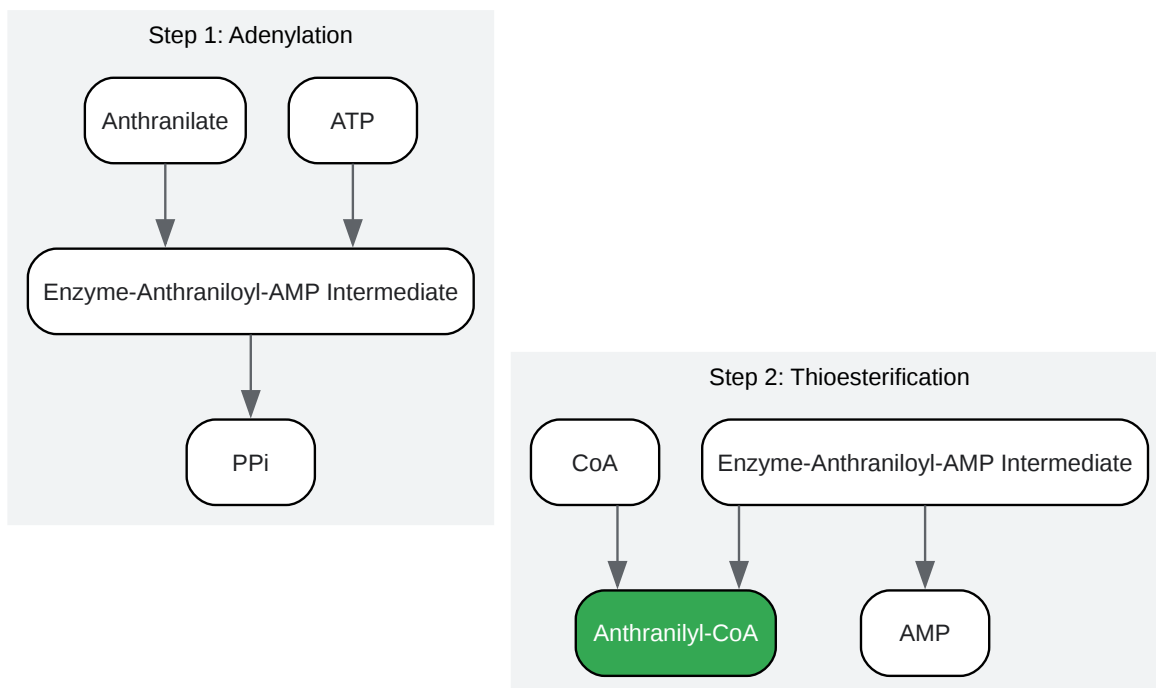 Step 1: Adenylation
Anthranilate
ATP
Enzyme-Anthraniloyl-AMP Intermediate
PPi
Step 2: Thioesterification
CoA
Enzyme-Anthraniloyl-AMP Intermediate
Anthranilyl-CoA
AMP